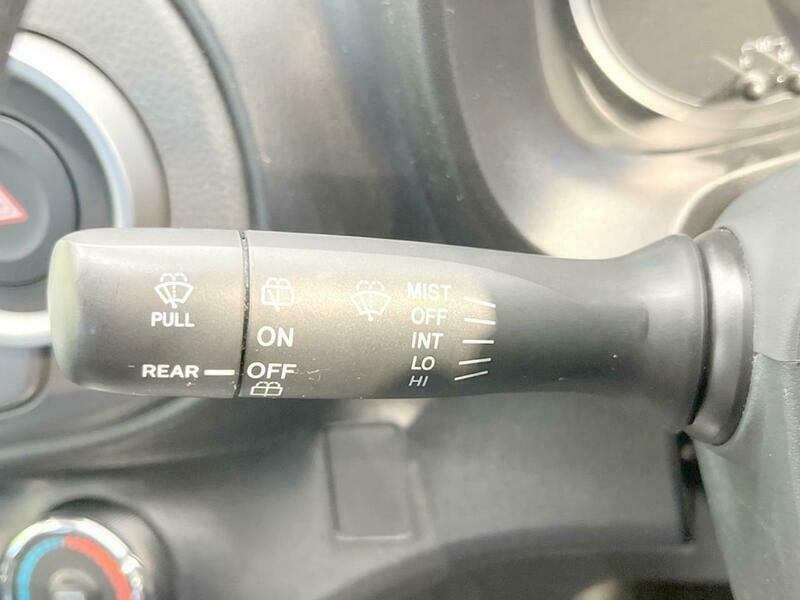 PULL
REAR
ON
OFF
MIST
OFF
INT
LO
HI